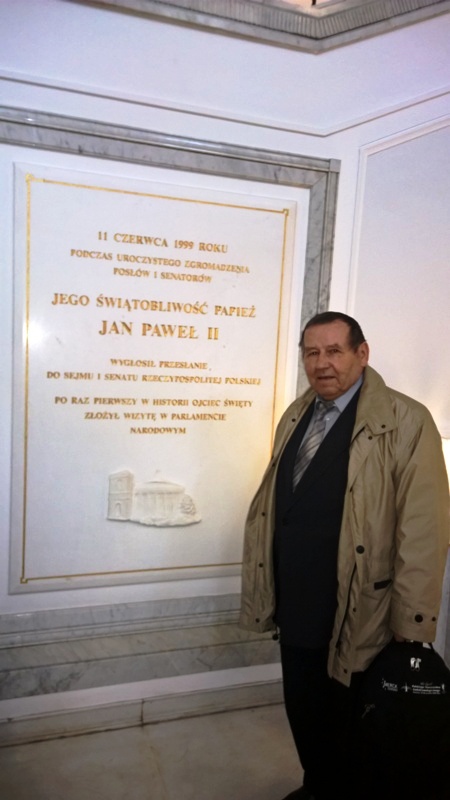 11 CZERWCA 1999 ROKU
PODCZAS UROCZYSTEGO ZGROMADZENIA
POSŁÓW I SENATORÓW
JEGO ŚWIĄTOBLIWOŚĆ PAPIEŻ
JAN PAWEŁ II
WYGŁOSIŁ PRZESŁANIE
DO SEJMU I SENATU RZECZYPOSPOLITEJ POLSKIEJ
PO RAZ PIERWSZY W HISTORII OJCIEC ŚWIĘTY
ZŁOŻYŁ WIZYTĘ W PARLAMENCIE
NARODOWYM